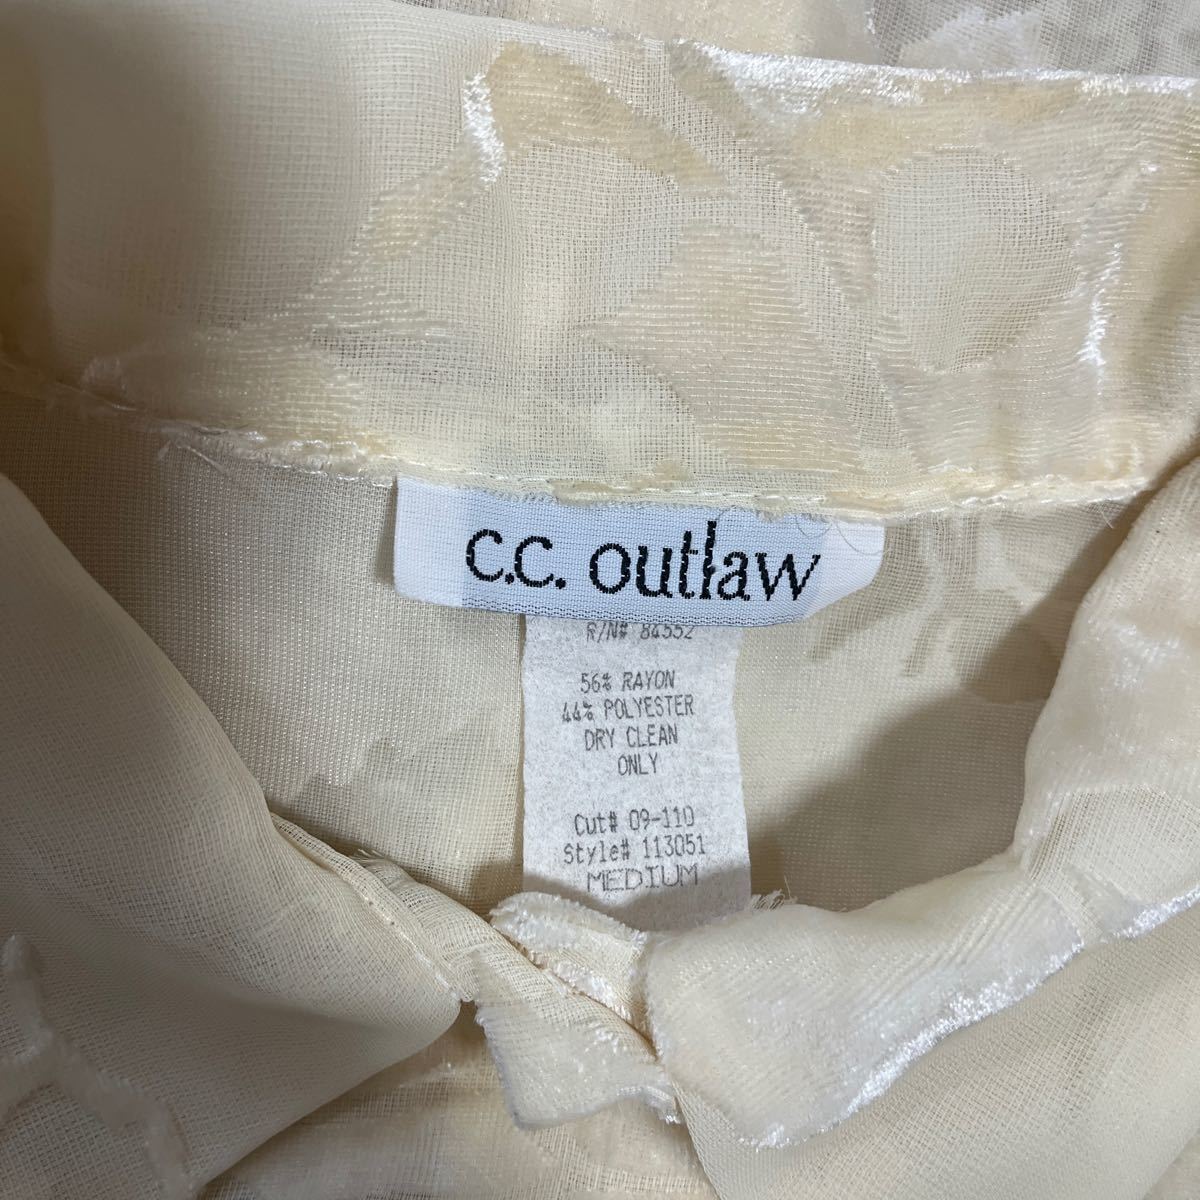 c.c. outlaw
R/N# 84552
56% RAYON
44% POLYESTER
DRY CLEAN
ONLY
Cut# 09-110
Style# 113051
MEDIUM